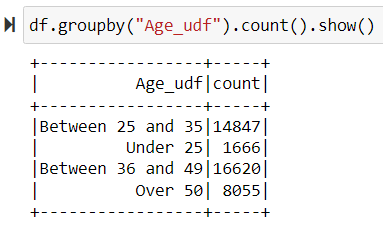 df.groupby("Age_udf").count().show()
+-----------------+-----+
|          Age_udf|count|
+-----------------+-----+
|Between 25 and 35|14847|
|         Under 25| 1666|
|Between 36 and 49|16620|
|          Over 50| 8055|
+-----------------+-----+